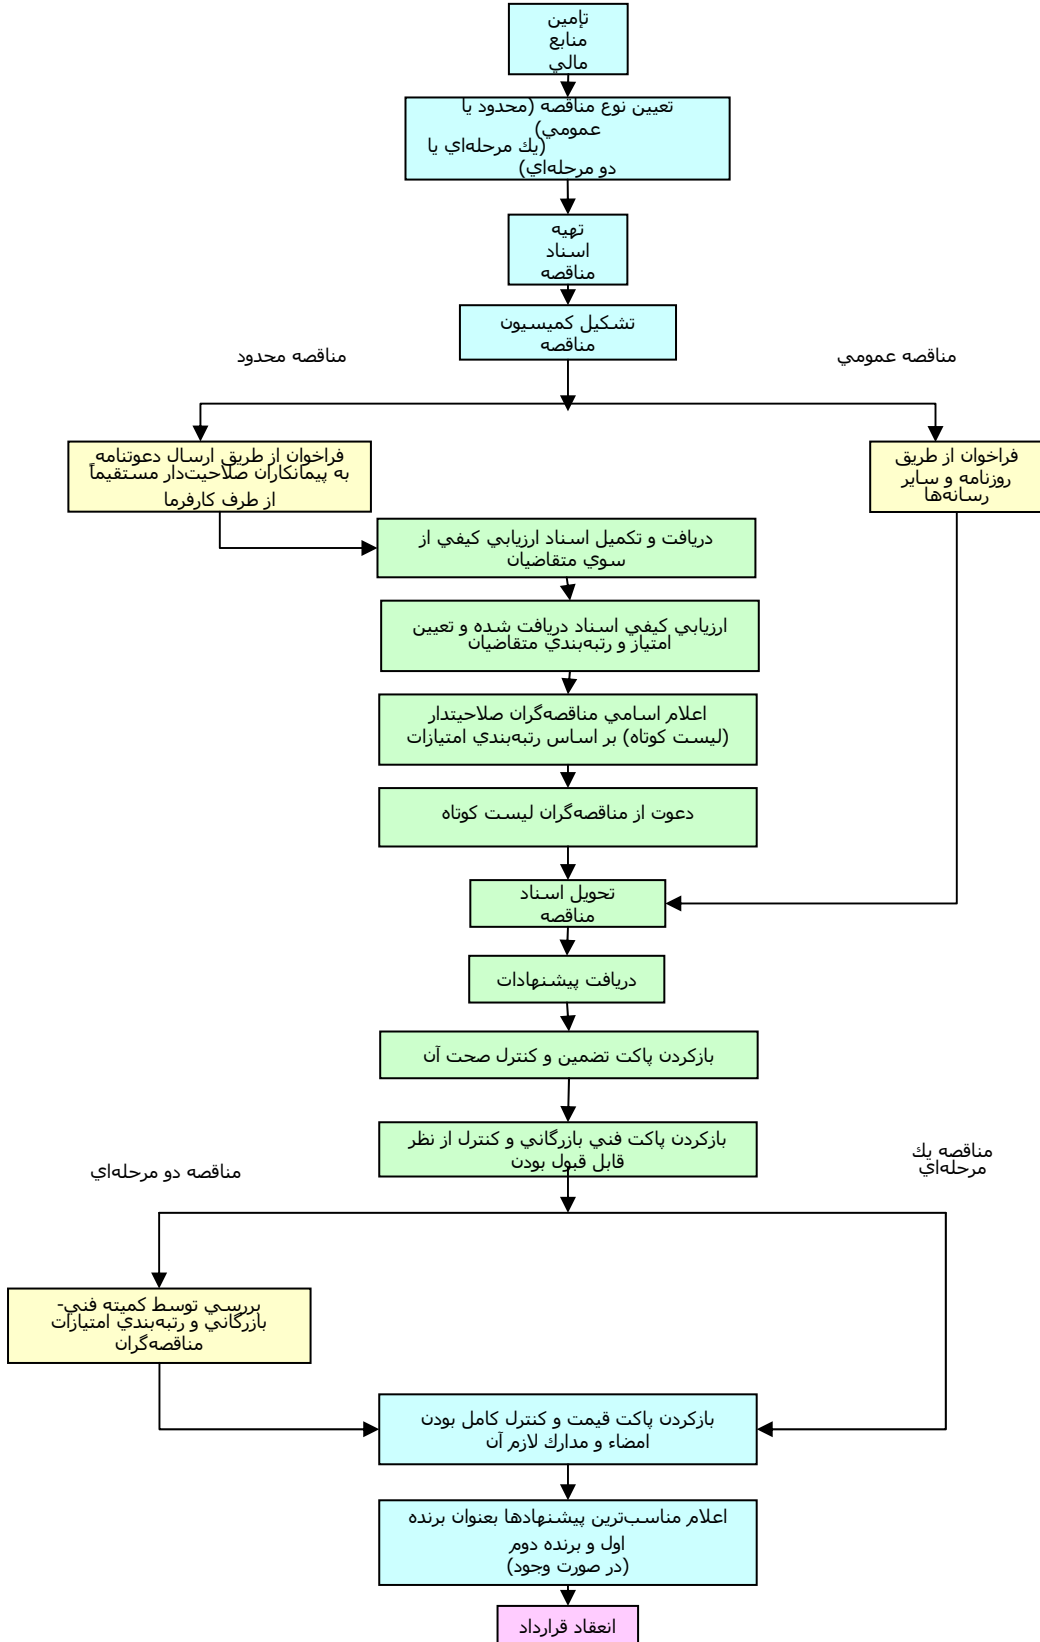 تإمين
منابع
مالي
تعيين نوع مناقصه (محدود يا
عمومي)
(يك مرحله‌اي يا
دو مرحله‌اي)
تهيه
اسناد
مناقصه
تشكيل كميسيون
مناقصه
مناقصه عمومي
مناقصه محدود
فراخوان از طريق
روزنامه و ساير
رسانه‌ها
فراخوان از طريق ارسال دعوتنامه
به پيمانكاران صلاحيت‌دار مستقيماً
از طرف كارفرما
دريافت و تكميل اسناد ارزيابي كيفي از
سوي متقاضيان
ارزيابي كيفي اسناد دريافت شده و تعيين
امتياز و رتبه‌بندي متقاضيان
اعلام اسامي مناقصه‌گران صلاحيتدار
(ليست كوتاه) بر اساس رتبه‌بندي امتيازات
دعوت از مناقصه‌گران ليست كوتاه
تحويل اسناد
مناقصه
دريافت پيشنهادات
بازكردن پاكت تضمين و كنترل صحت آن
بازكردن پاكت فني بازرگاني و كنترل از نظر
قابل قبول بودن
مناقصه يك
مرحله‌اي
مناقصه دو مرحله‌اي
بررسي توسط كميته فني-
بازرگاني و رتبه‌بندي امتيازات
مناقصه‌گران
بازكردن پاكت قيمت و كنترل كامل بودن
امضاء و مدارك لازم آن
اعلام مناسب‌ترين پيشنهادها بعنوان برنده
اول و برنده دوم
(در صورت وجود)
انعقاد قرارداد